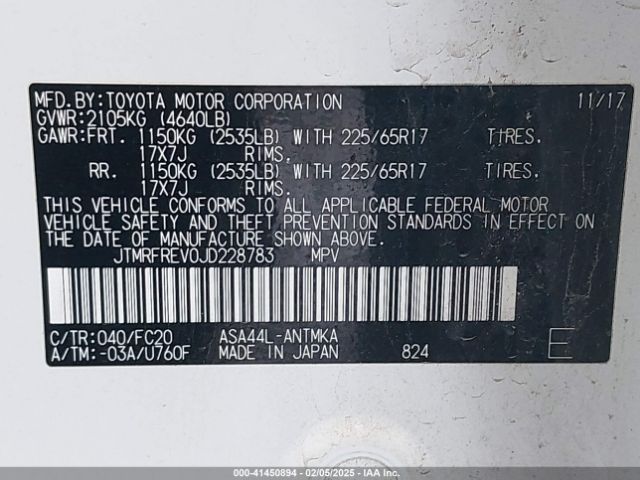 MFD.BY:TOYOTA MOTOR CORPORATION 11/17
GVWR:2105KG (4640LB)
GAWR:FRT. 1150KG (2535LB) WITH 225/65R17 TIRES.
17X7J RIMS.
RR. 1150KG (2535LB) WITH 225/65R17 TIRES.
17X7J RIMS.
THIS VEHICLE CONFORMS TO ALL APPLICABLE FEDERAL MOTOR
VEHICLE SAFETY AND THEFT PREVENTION STANDARDS IN EFFECT ON
THE DATE OF MANUFACTURE SHOWN ABOVE.
JTMRFREV0JD228783 MPV
C/TR:040/FC20 ASA44L-ANTMKA
A/TM:-03A/U760F MADE IN JAPAN 824 E
000-41450894 - 02/05/2025 - IAA Inc.